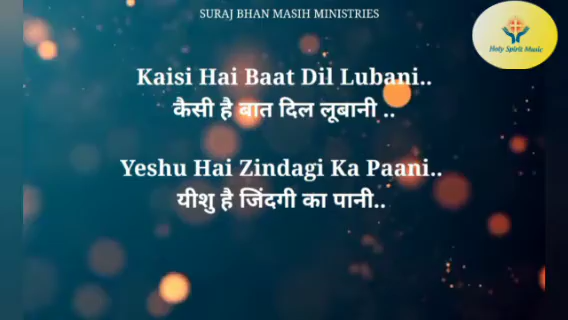 SURAJ BHAN MASIH MINISTRIES
Holy Spirit Music
Kaisi Hai Baat Dil Lubani..
कैसी है बात दिल लूबानी ..
Yeshu Hai Zindagi Ka Paani..
यीशु है जिंदगी का पानी..